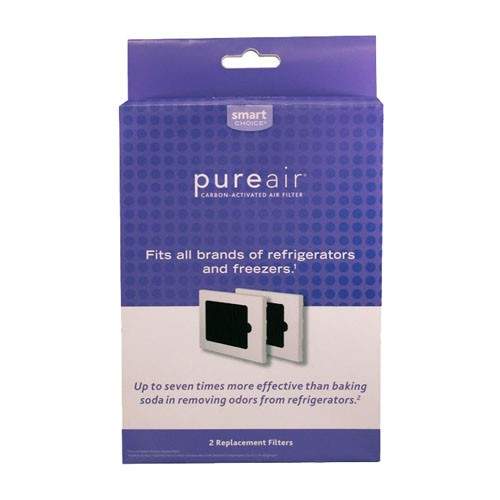 smart
CHOICE®
pureair®
CARBON-ACTIVATED AIR FILTER
Fits all brands of refrigerators
and freezers.¹
Up to seven times more effective than baking
soda in removing odors from refrigerators.²
2 Replacement Filters